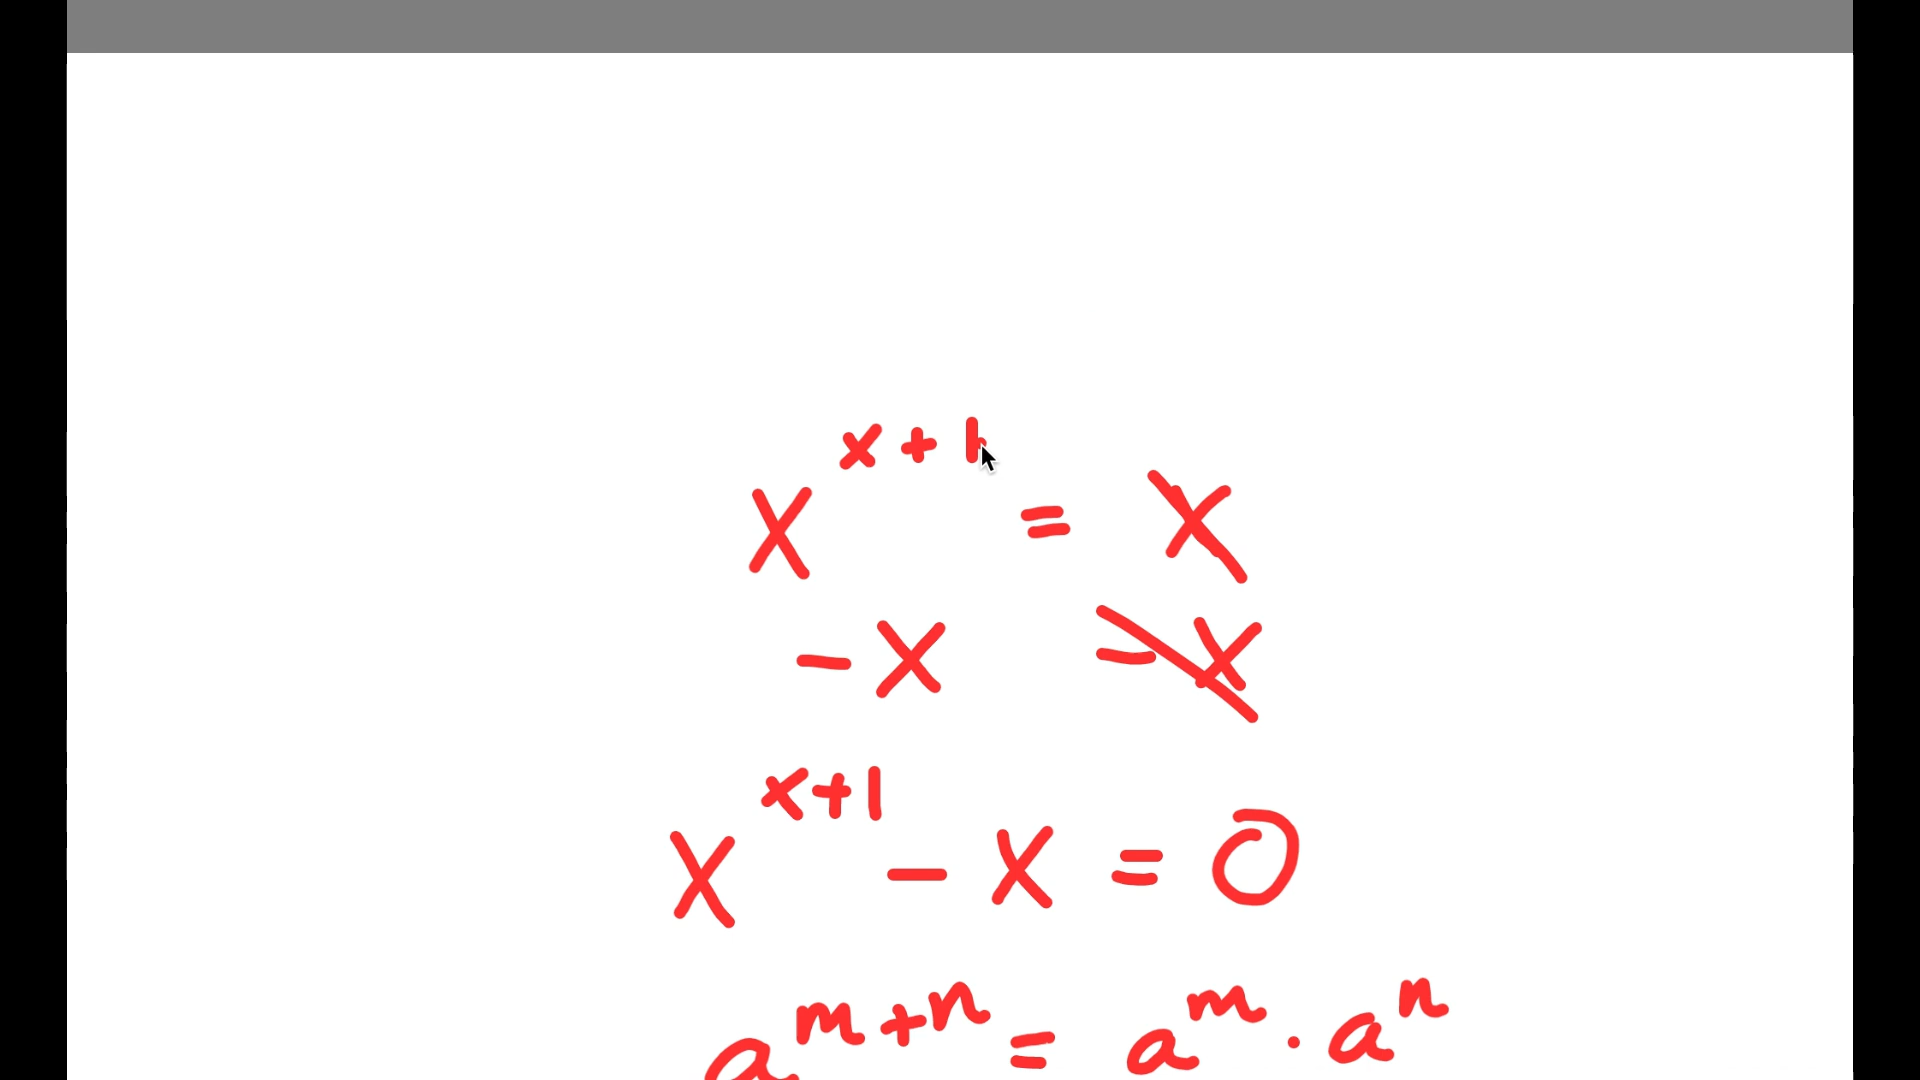 x^{x+1} = x
- x - x
x^{x+1} - x = 0
a^{m+n} = a^m · a^n